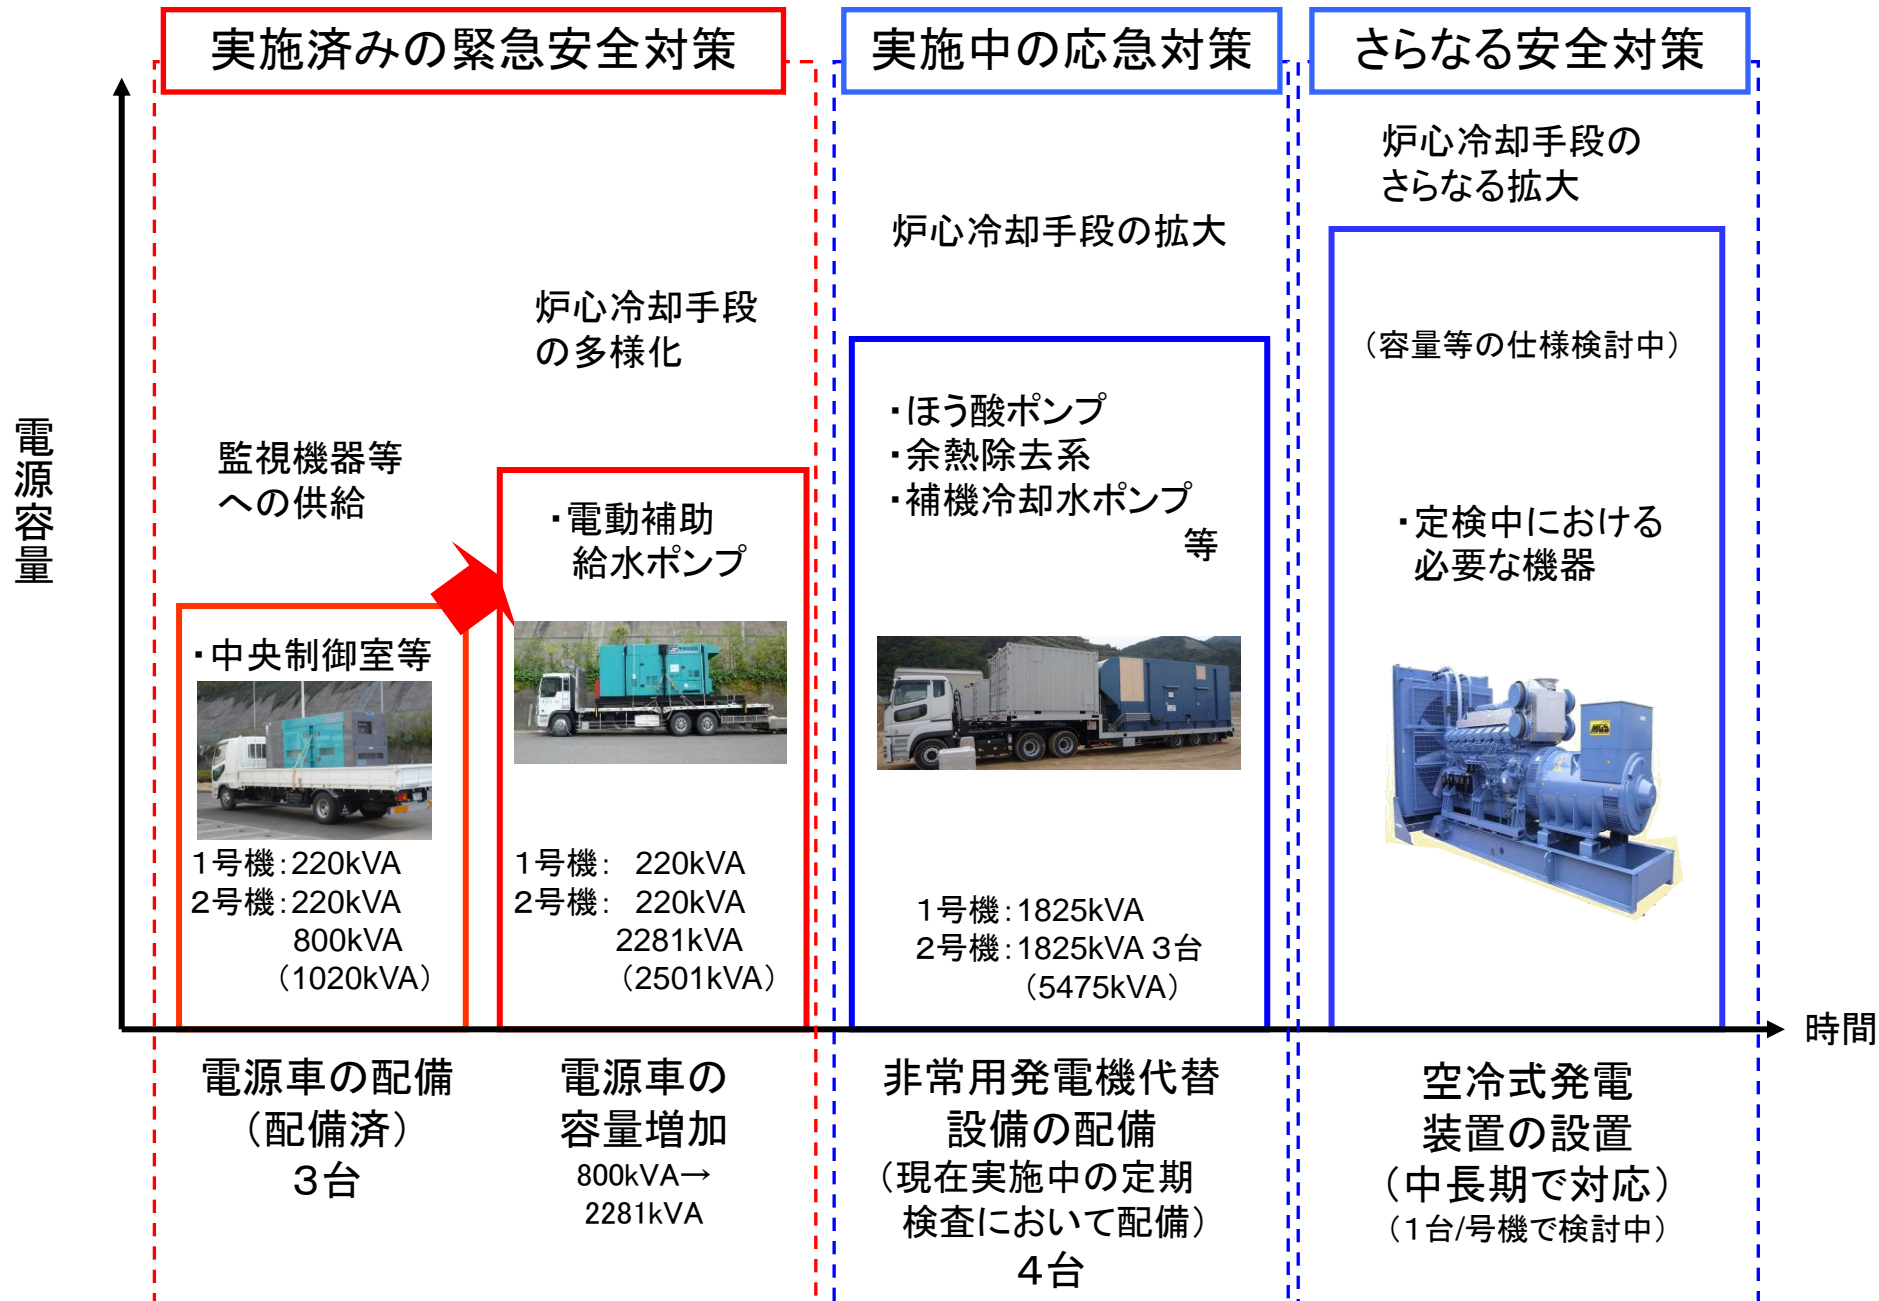 実施済みの緊急安全対策
実施中の応急対策
さらなる安全対策
電源容量
監視機器等
への供給
・中央制御室等
1号機：220kVA
2号機：220kVA
800kVA
（1020kVA）
電源車の配備
（配備済）
3台
炉心冷却手段
の多様化
・電動補助
給水ポンプ
1号機： 220kVA
2号機： 220kVA
2281kVA
（2501kVA）
電源車の
容量増加
800kVA→
2281kVA
炉心冷却手段の拡大
・ほう酸ポンプ
・余熱除去系
・補機冷却水ポンプ
等
1号機：1825kVA
2号機：1825kVA 3台
（5475kVA）
非常用発電機代替
設備の配備
（現在実施中の定期
検査において配備）
4台
炉心冷却手段の
さらなる拡大
（容量等の仕様検討中）
・定検中における
必要な機器
MGS
空冷式発電
装置の設置
（中長期で対応）
（1台/号機で検討中）
時間